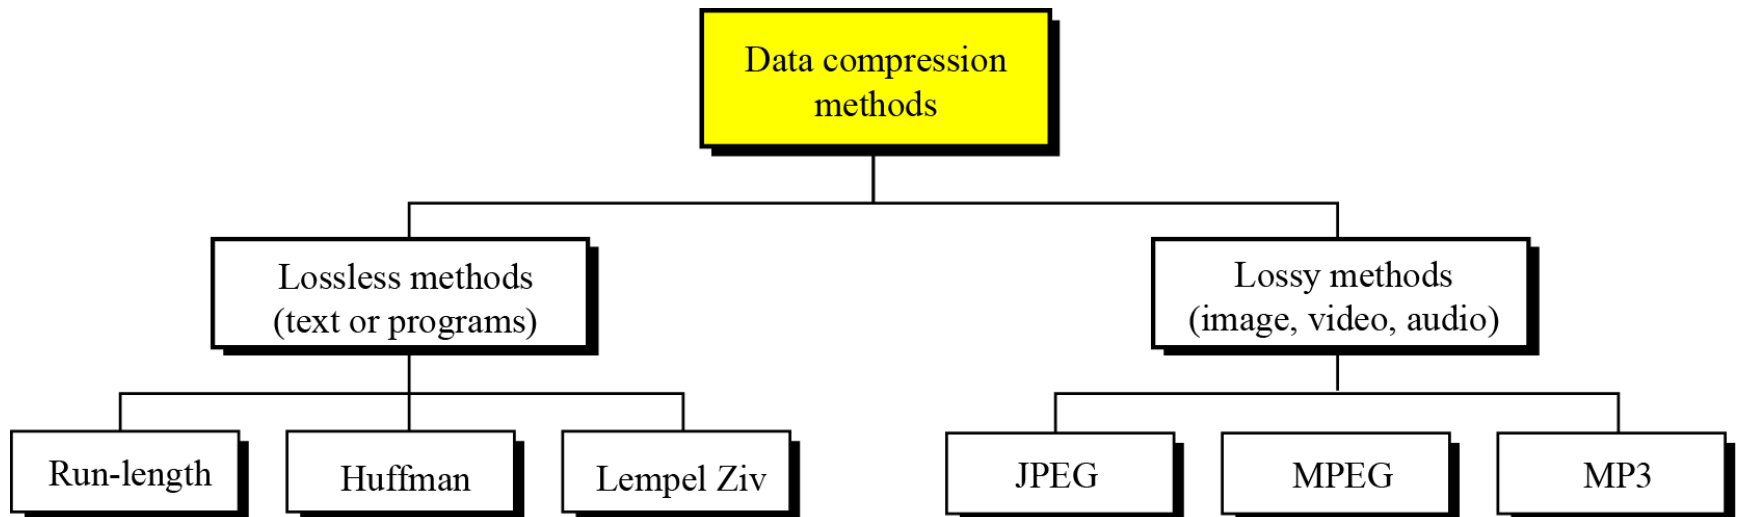 Data compression
methods
Lossless methods
(text or programs)
Lossy methods
(image, video, audio)
Run-length
Huffman
Lempel Ziv
JPEG
MPEG
MP3